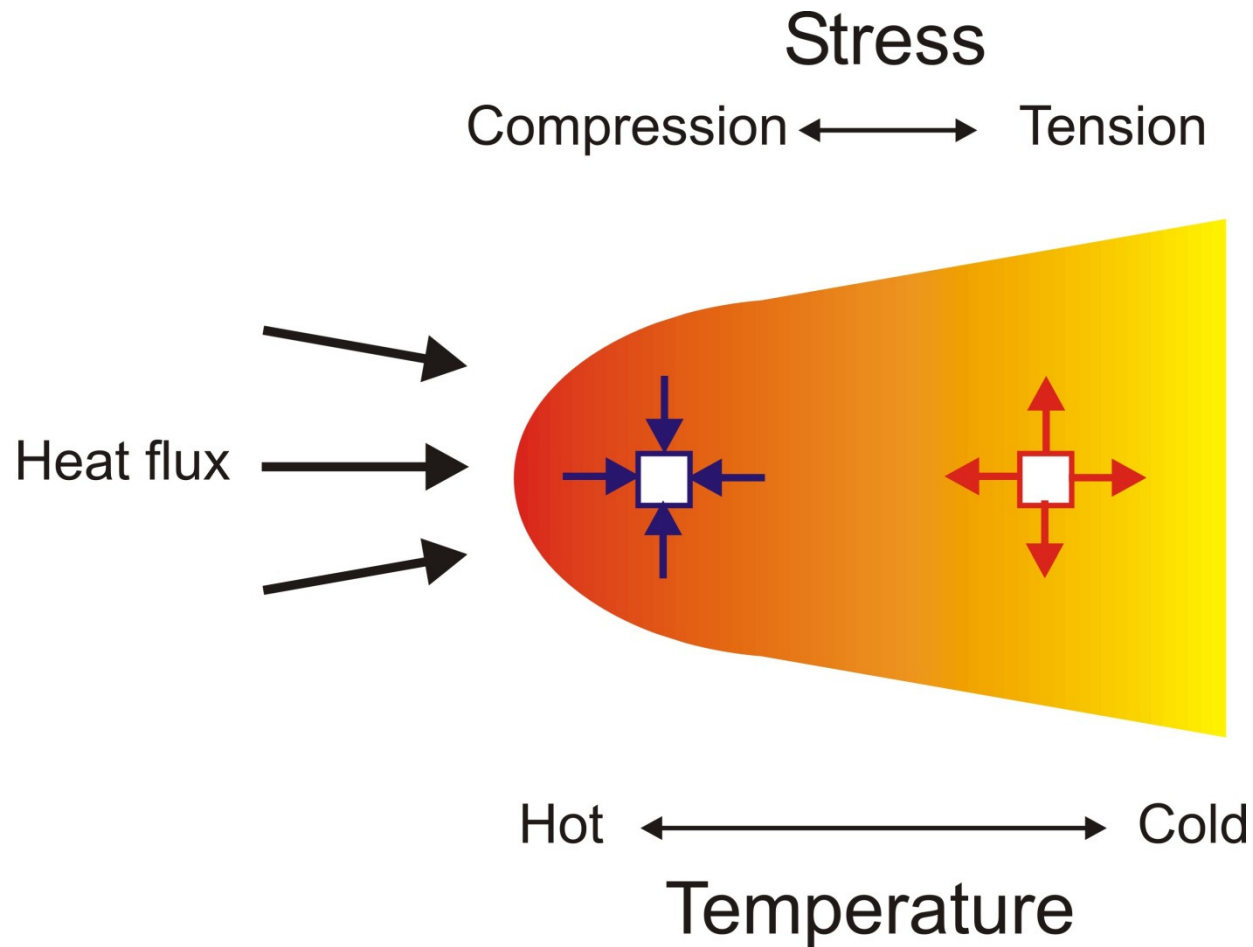 Stress
Compression Tension
Heat flux
Hot Cold
Temperature